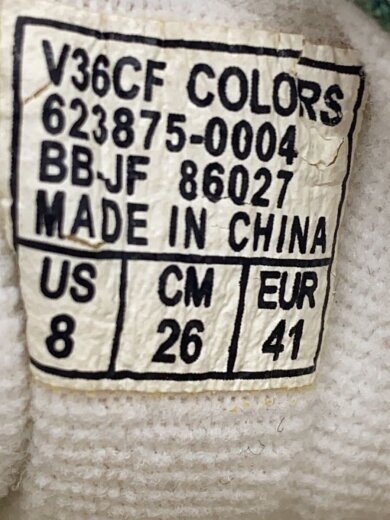 V36CF COLORS
623875-0004
BBJF 86027
MADE IN CHINA
US CM EUR
8 26 41